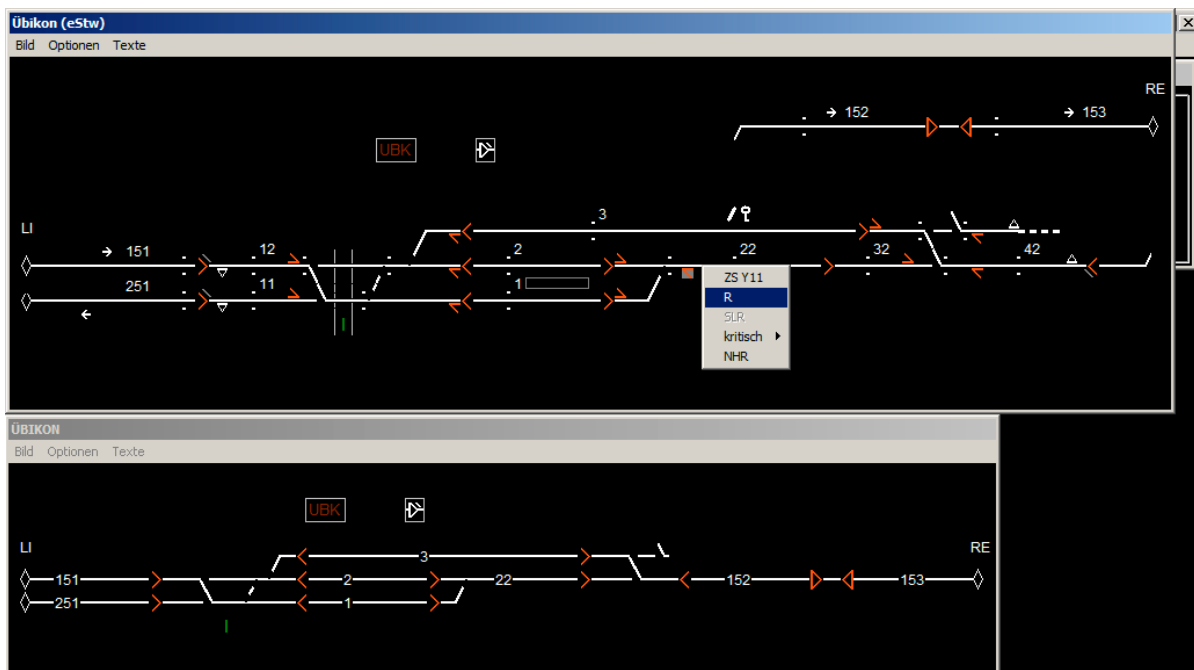 Übikon (eStw)
Bild Optionen Texte
RE
152 153
UBK
3
LI
151 12 2 22 32 42
251 11 1
ZS Y11
R
SLR
kritisch
NHR
ÜBIKON
Bild Optionen Texte
UBK
LI RE
3
151 2 22 152 153
251 1